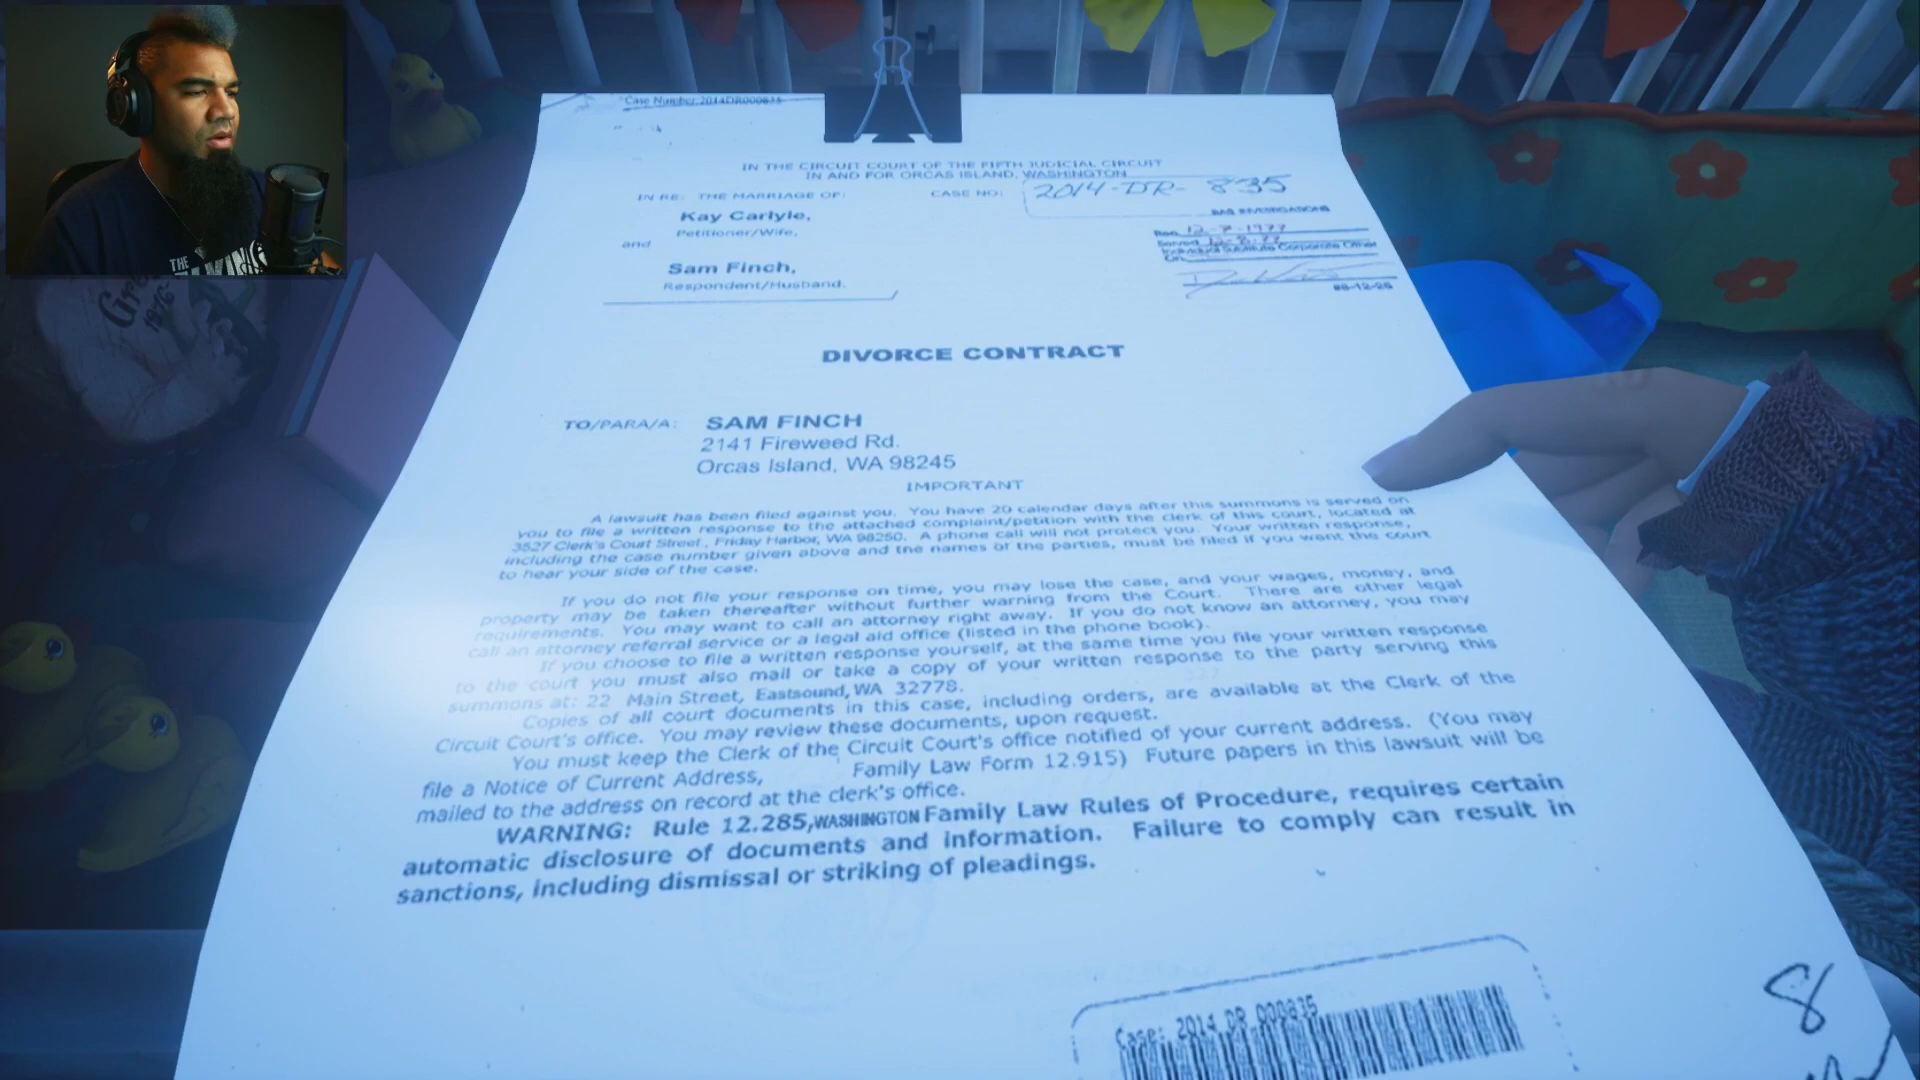 THE
Gre
1976-
Case Number:2014DR000835
IN THE CIRCUIT COURT OF THE FIFTH JUDICIAL CIRCUIT
IN AND FOR ORCAS ISLAND, WASHINGTON
IN RE: THE MARRIAGE OF:
CASE NO:
2014-DR- 835
Kay Carlyle,
Petitioner/Wife,
and
Sam Finch,
Respondent/Husband.
12-7-1977
Served 12-8-77
Individual Substitute Corporate Other
DIVORCE CONTRACT
TO/PARA/A: SAM FINCH
2141 Fireweed Rd.
Orcas Island, WA 98245
IMPORTANT
A lawsuit has been filed against you. You have 20 calendar days after this summons is served on
you to file a written response to the attached complaint/petition with the clerk of this court, located at
3527 Clerk's Court Street., Friday Harbor, WA 98250. A phone call will not protect you. Your written response,
including the case number given above and the names of the parties, must be filed if you want the court
to hear your side of the case.
If you do not file your response on time, you may lose the case, and your wages, money, and
property may be taken thereafter without further warning from the Court. There are other legal
requirements. You may want to call an attorney right away. If you do not know an attorney, you may
call an attorney referral service or a legal aid office (listed in the phone book).
If you choose to file a written response yourself, at the same time you file your written response
to the court you must also mail or take a copy of your written response to the party serving this
summons at: 22 Main Street, Eastsound, WA 32778.
Copies of all court documents in this case, including orders, are available at the Clerk of the
Circuit Court's office. You may review these documents, upon request.
You must keep the Clerk of the Circuit Court's office notified of your current address. (You may
file a Notice of Current Address, Family Law Form 12.915) Future papers in this lawsuit will be
mailed to the address on record at the clerk's office.
WARNING: Rule 12.285,WASHINGTON Family Law Rules of Procedure, requires certain
automatic disclosure of documents and information. Failure to comply can result in
sanctions, including dismissal or striking of pleadings.
Case: 2014 DR 000835
8